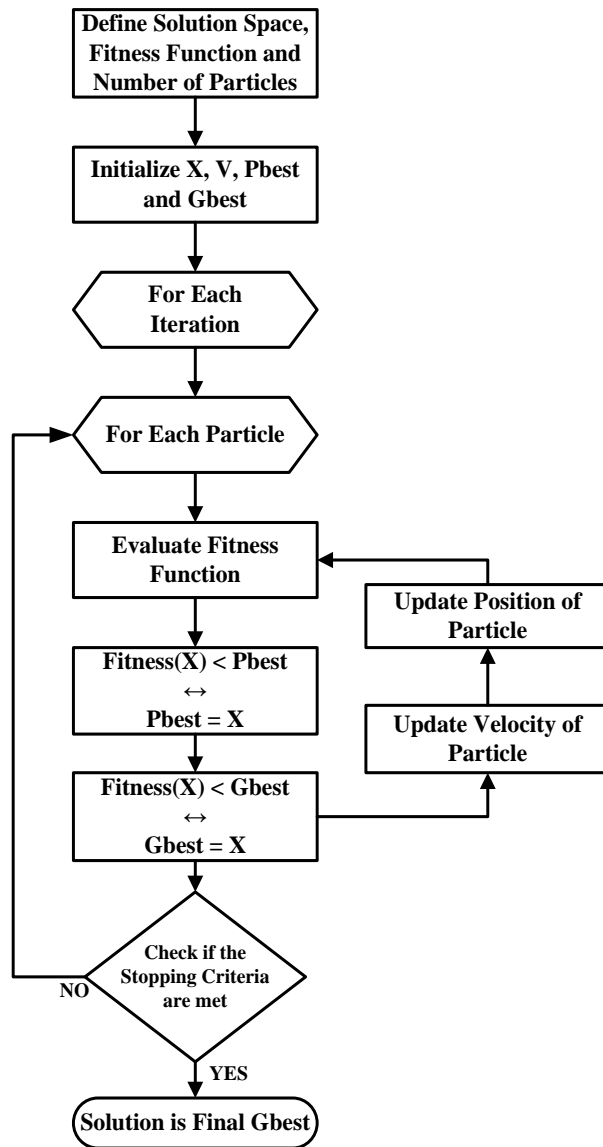 Define Solution Space,
Fitness Function and
Number of Particles
Initialize X, V, Pbest
and Gbest
For Each
Iteration
For Each Particle
Evaluate Fitness
Function
Update Position of
Particle
Fitness(X) < Pbest
↔
Pbest = X
Update Velocity of
Particle
Fitness(X) < Gbest
↔
Gbest = X
Check if the
Stopping Criteria
are met
NO
YES
Solution is Final Gbest